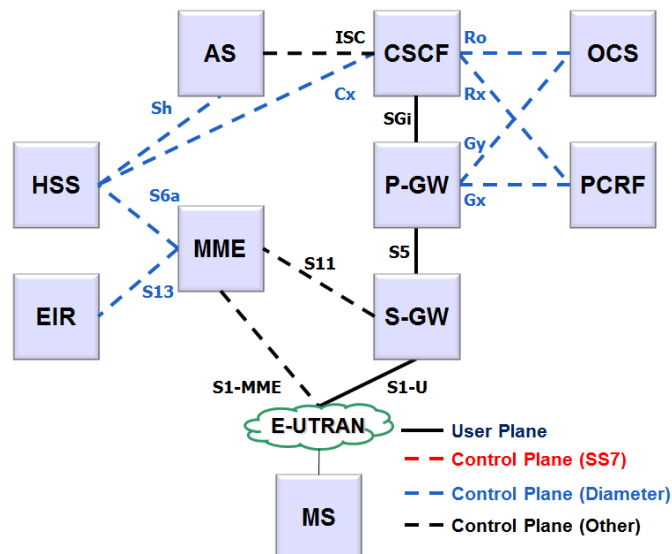 ISC
AS
CSCF
Ro
OCS
Sh
Cx
Rx
SGi
Gy
HSS
P-GW
PCRF
S6a
Gx
MME
S11
S5
S13
EIR
S-GW
S1-MME
S1-U
E-UTRAN
User Plane
Control Plane (SS7)
Control Plane (Diameter)
MS
Control Plane (Other)